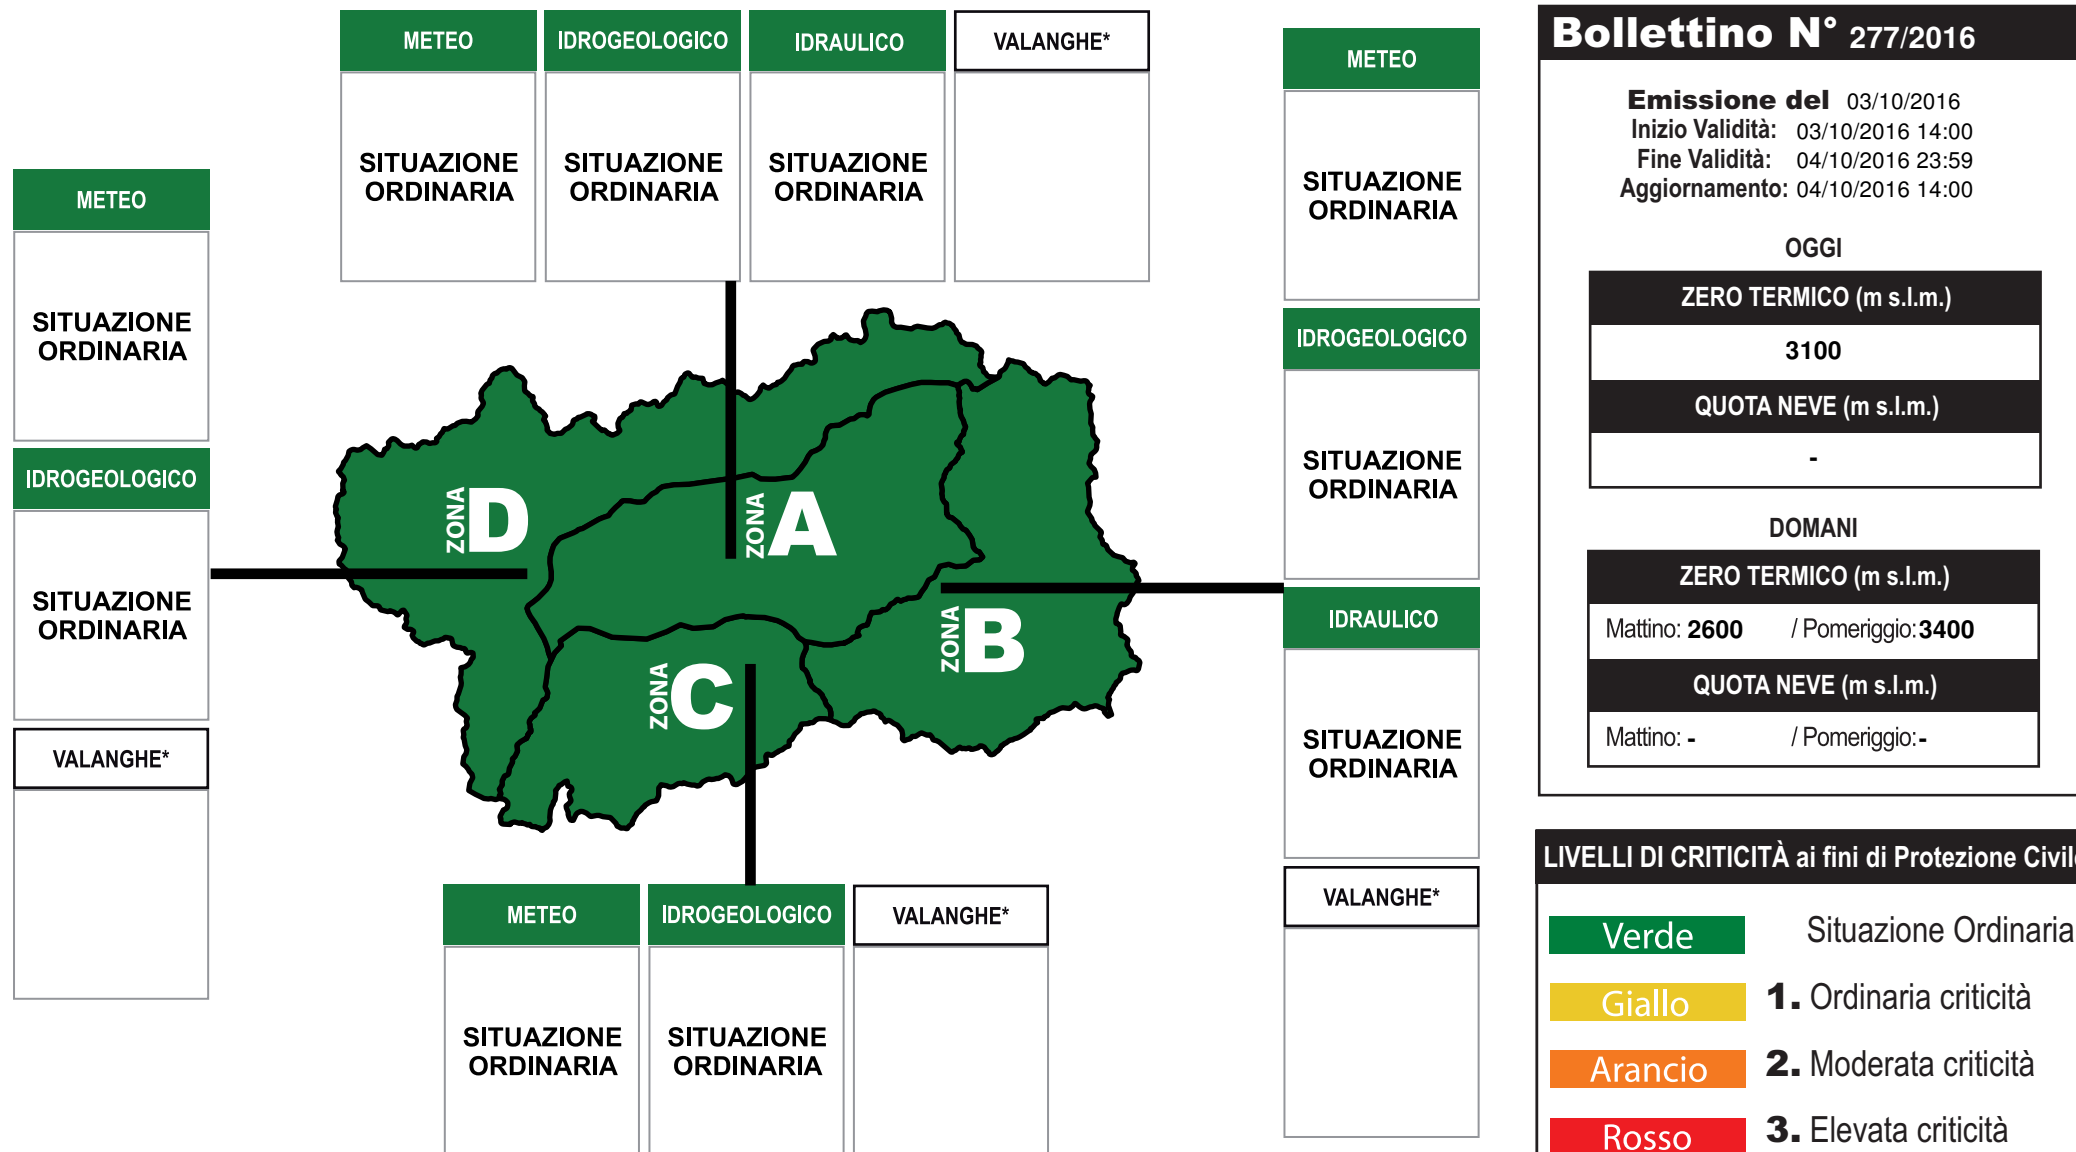 METEO
IDROGEOLOGICO
IDRAULICO
VALANGHE*
SITUAZIONE
ORDINARIA
SITUAZIONE
ORDINARIA
SITUAZIONE
ORDINARIA
METEO
SITUAZIONE
ORDINARIA
IDROGEOLOGICO
SITUAZIONE
ORDINARIA
VALANGHE*
ZONA D
ZONA A
ZONA B
ZONA C
METEO
SITUAZIONE
ORDINARIA
IDROGEOLOGICO
SITUAZIONE
ORDINARIA
IDRAULICO
SITUAZIONE
ORDINARIA
VALANGHE*
METEO
IDROGEOLOGICO
VALANGHE*
SITUAZIONE
ORDINARIA
SITUAZIONE
ORDINARIA
Bollettino N° 277/2016
Emissione del 03/10/2016
Inizio Validità: 03/10/2016 14:00
Fine Validità: 04/10/2016 23:59
Aggiornamento: 04/10/2016 14:00
OGGI
ZERO TERMICO (m s.l.m.)
3100
QUOTA NEVE (m s.l.m.)
-
DOMANI
ZERO TERMICO (m s.l.m.)
Mattino: 2600 / Pomeriggio: 3400
QUOTA NEVE (m s.l.m.)
Mattino: - / Pomeriggio: -
LIVELLI DI CRITICITÀ ai fini di Protezione Civil
Verde Situazione Ordinaria
Giallo 1. Ordinaria criticità
Arancio 2. Moderata criticità
Rosso 3. Elevata criticità